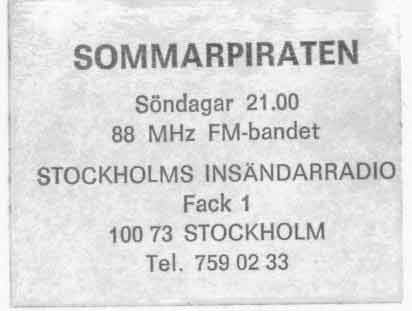 SOMMARPIRATEN
Söndagar 21.00
88 MHz FM-bandet
STOCKHOLMS INSÄNDARRADIO
Fack 1
100 73 STOCKHOLM
Tel. 759 02 33